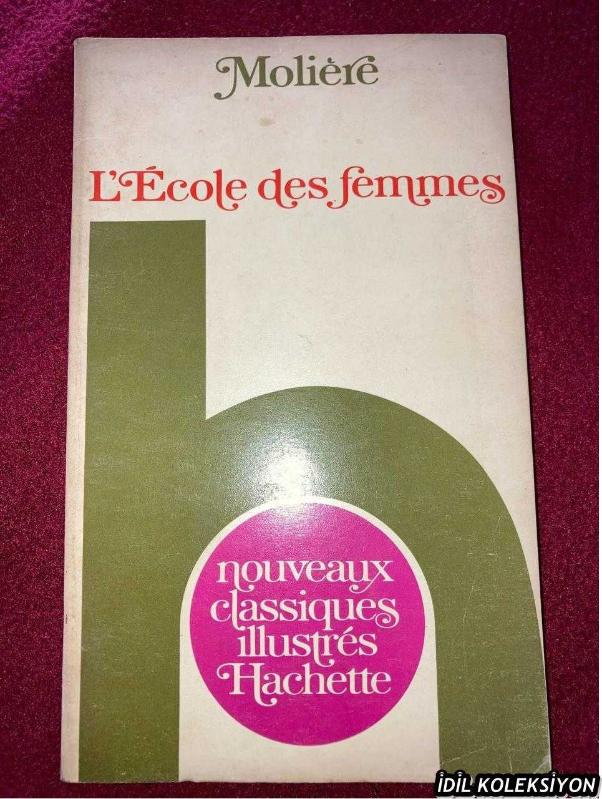 Molière
L'École des femmes
nouveaux
classiques
illustrés
Hachette
İDİL KOLEKSİYON